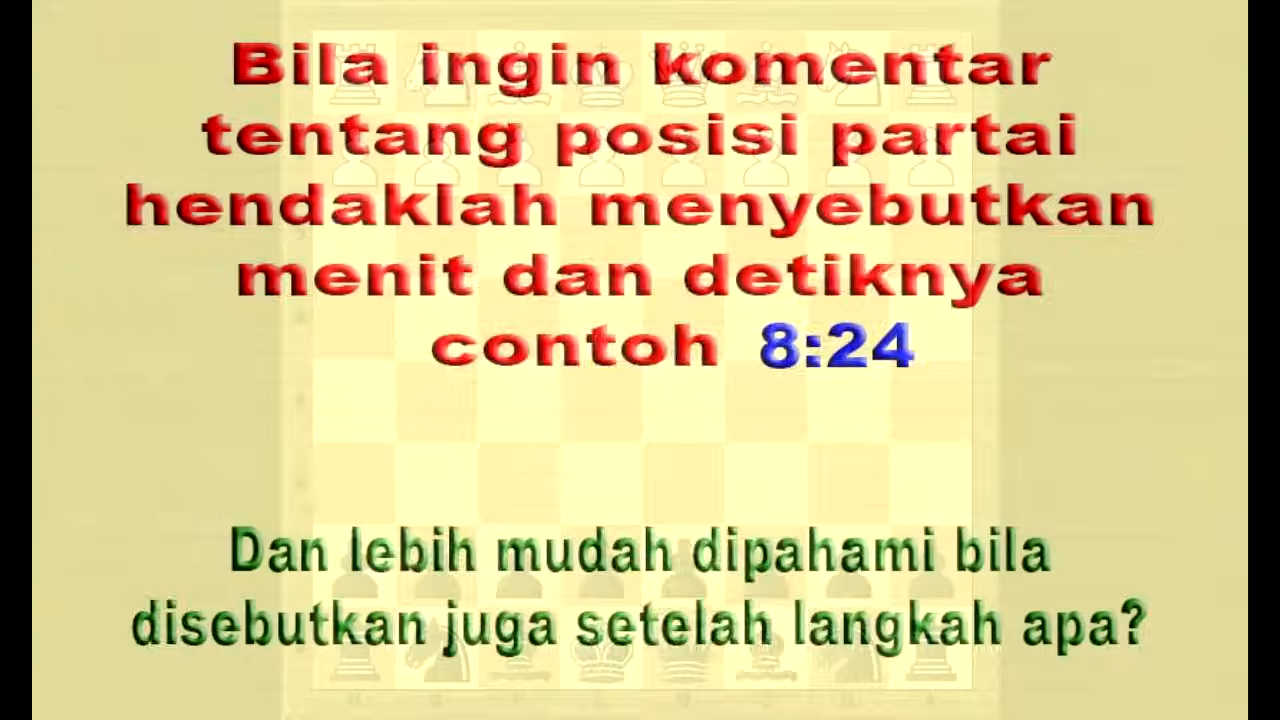 Bila ingin komentar
tentang posisi partai
hendaklah menyebutkan
menit dan detiknya
contoh 8:24
Dan lebih mudah dipahami bila
disebutkan juga setelah langkah apa?